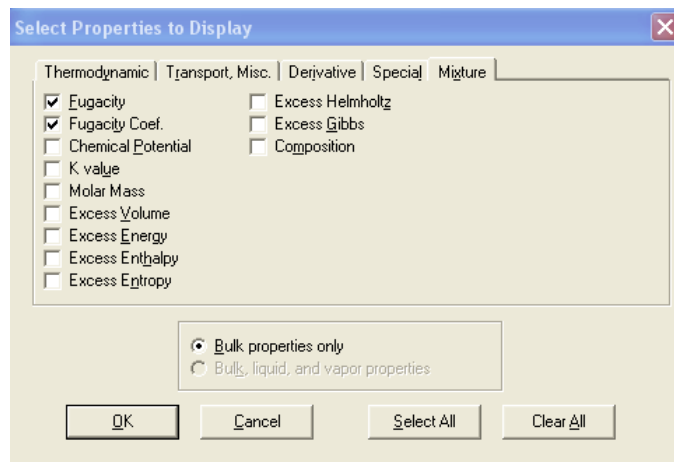 Select Properties to Display
Thermodynamic Transport, Misc. Derivative Special Mixture
Fugacity Excess Helmholtz
Fugacity Coef. Excess Gibbs
Chemical Potential Composition
K value
Molar Mass
Excess Volume
Excess Energy
Excess Enthalpy
Excess Entropy
Bulk properties only
Bulk, liquid, and vapor properties
OK Cancel Select All Clear All